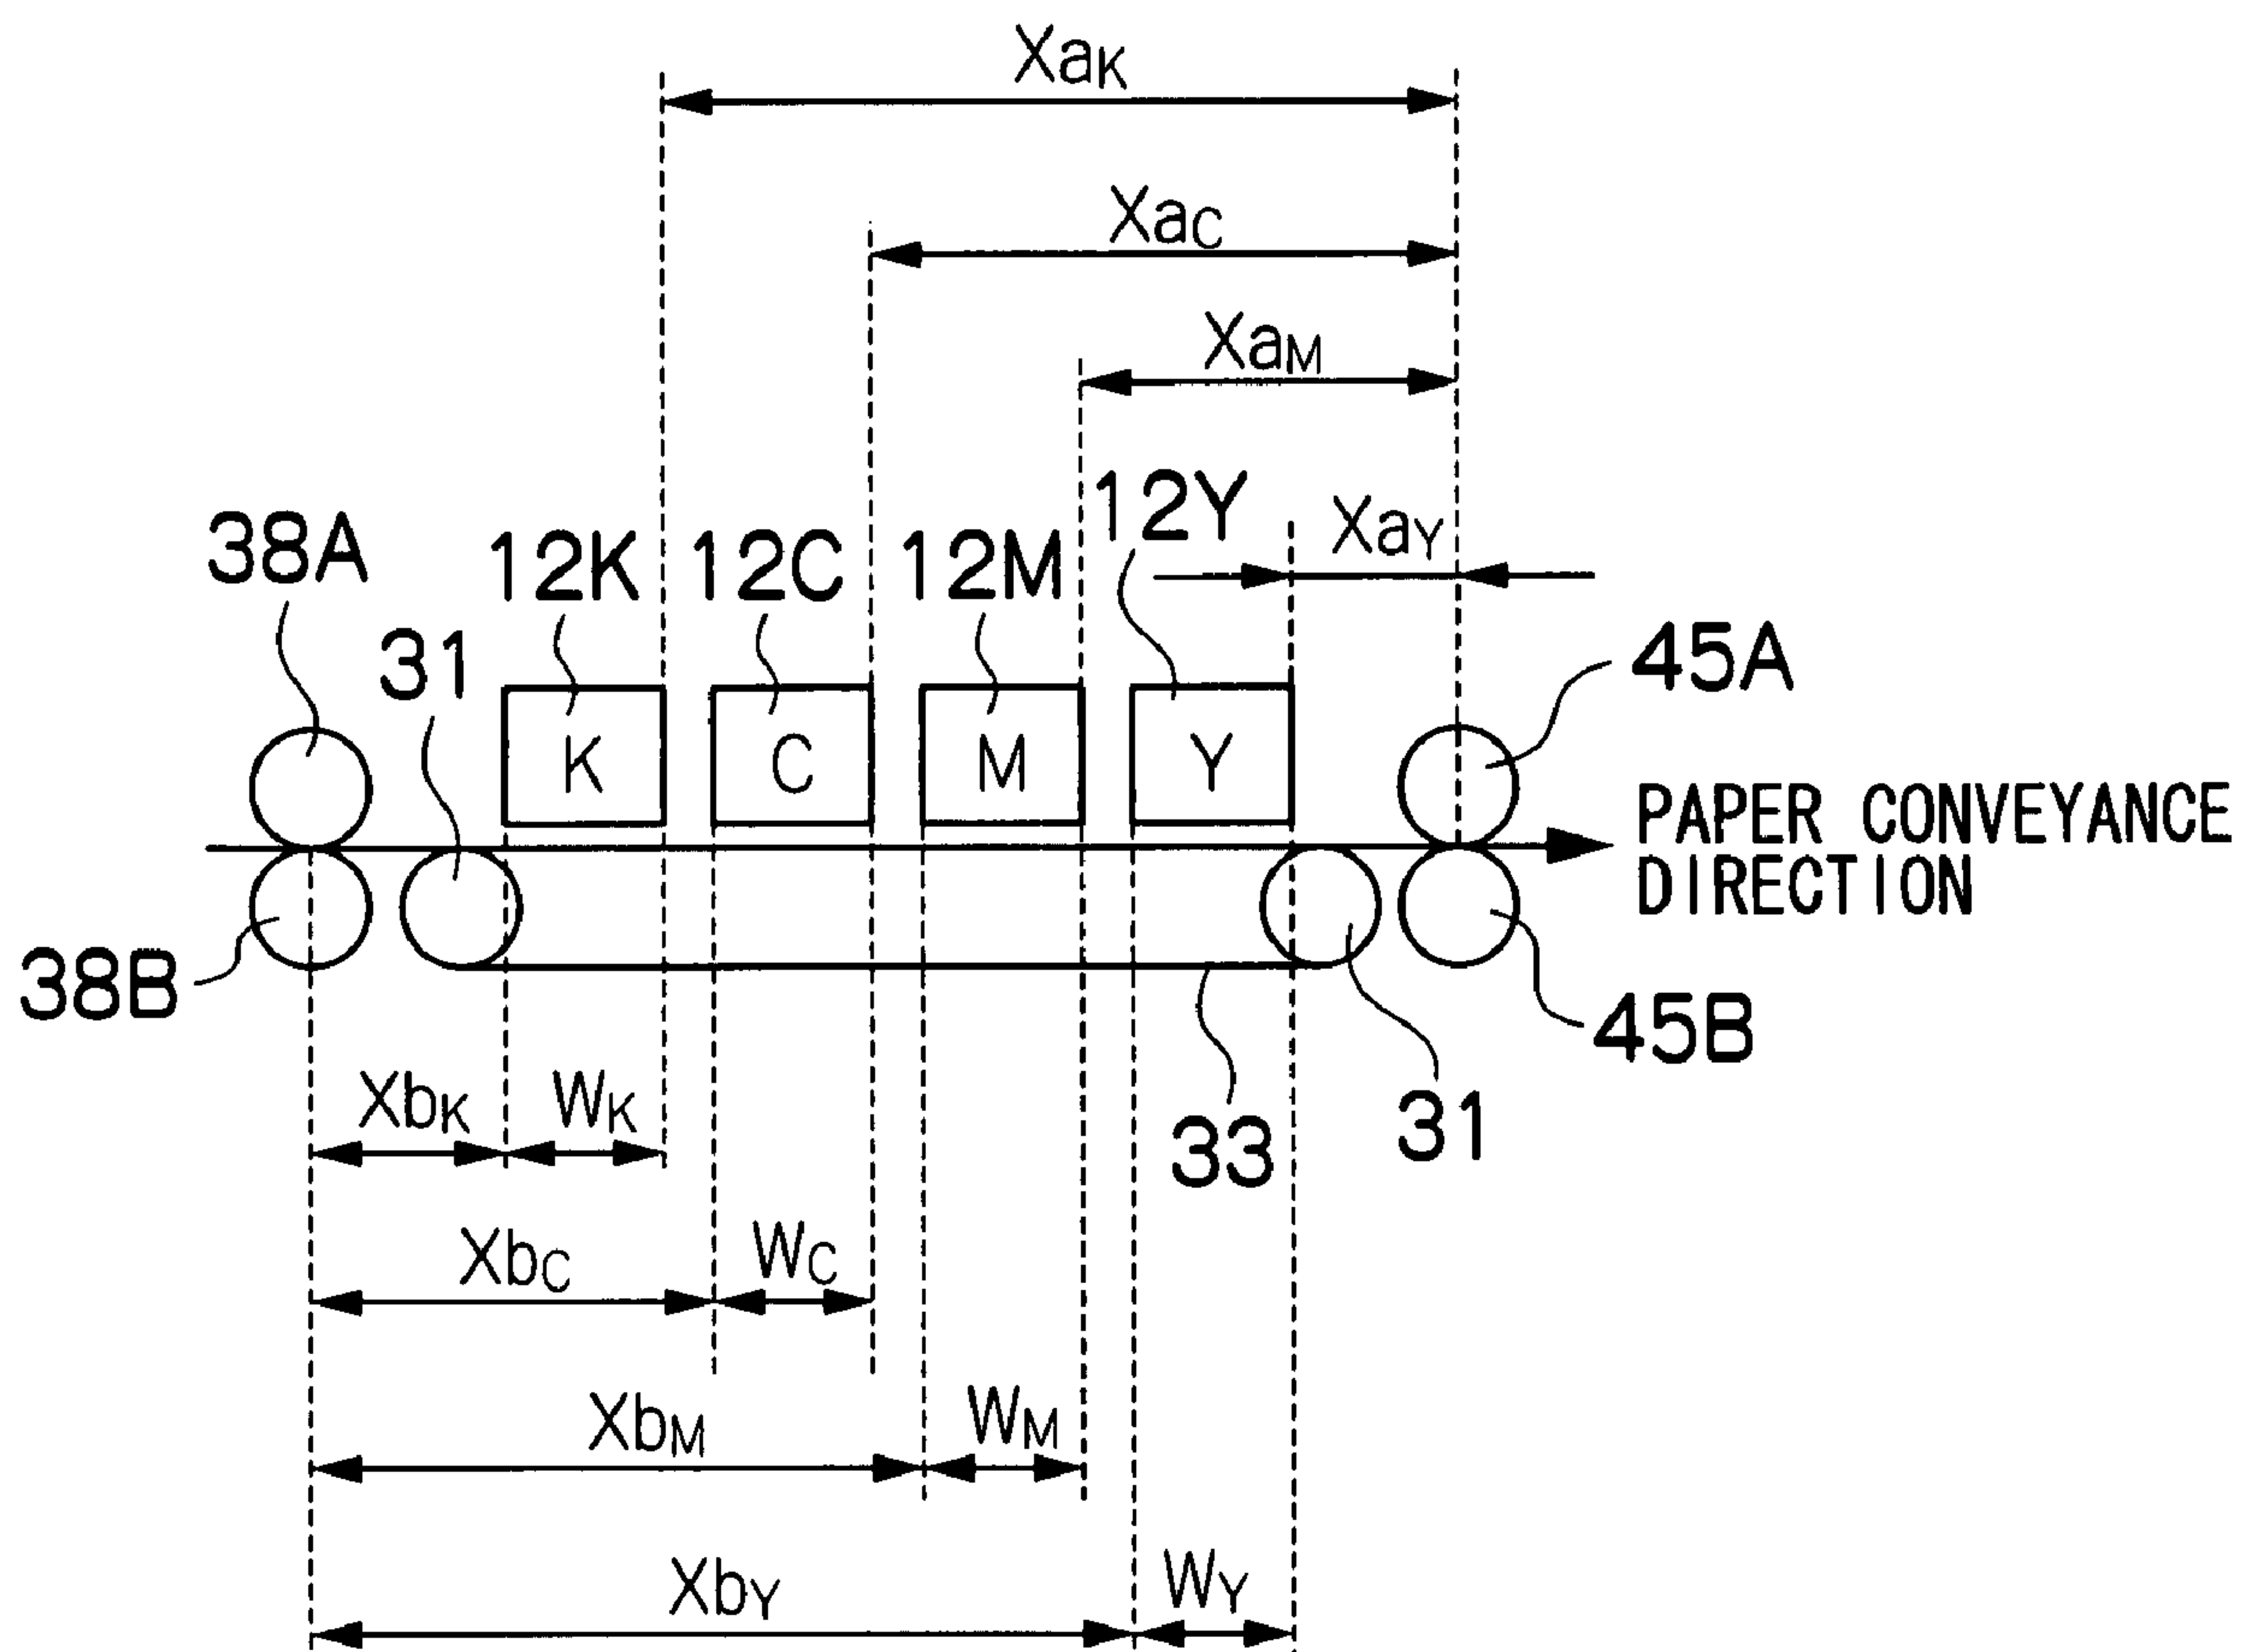 XaK
XaC
XaM
12Y
XaY
38A
12K
12C
12M
31
45A
K
C
M
Y
PAPER CONVEYANCE
DIRECTION
38B
45B
XbK
WK
33
31
XbC
WC
XbM
WM
XbY
WY